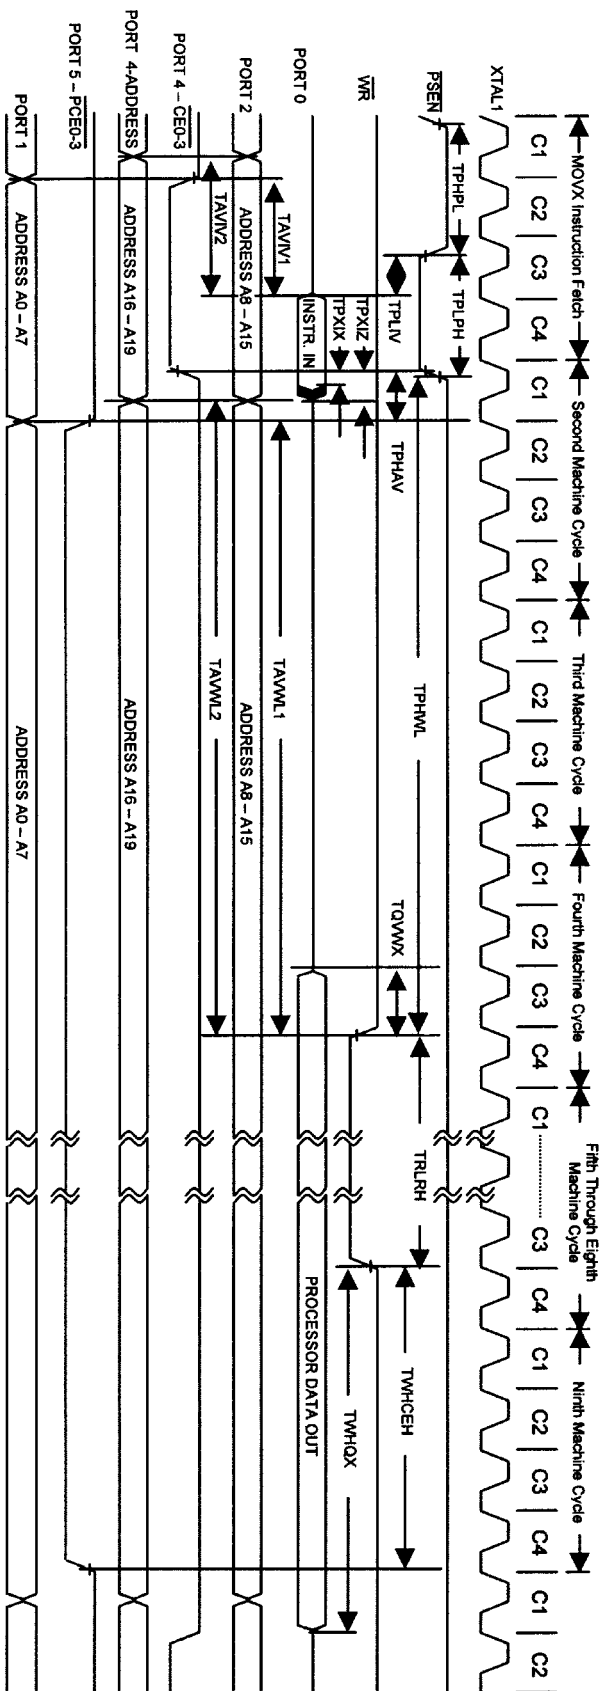 MOVX Instruction Fetch
Second Machine Cycle
Third Machine Cycle
Fourth Machine Cycle
Fifth Through Eighth
Machine Cycle
Ninth Machine Cycle
C1 C2 C3 C4 C1 C2 C3 C4 C1 C2 C3 C4 C1 C2 C3 C4 C1 C3 C4 C1 C2 C3 C4 C1 C2
XTAL1
PSEN
TPHPL
TPLPH
TPHWL
TRLRH
TWHCEH
TPLIV
TPHAV
TQVWX
WR
TPXIZ
TPXIX
TWHQX
PORT 0
INSTR. IN
PROCESSOR DATA OUT
TAVIV1
TAVWL1
PORT 2
ADDRESS A8 – A15
ADDRESS A8 – A15
TAVIV2
TAVWL2
PORT 4 – CE0-3
PORT 4-ADDRESS
ADDRESS A16 – A19
ADDRESS A16 – A19
PORT 5 – PCE0-3
PORT 1
ADDRESS A0 – A7
ADDRESS A0 – A7